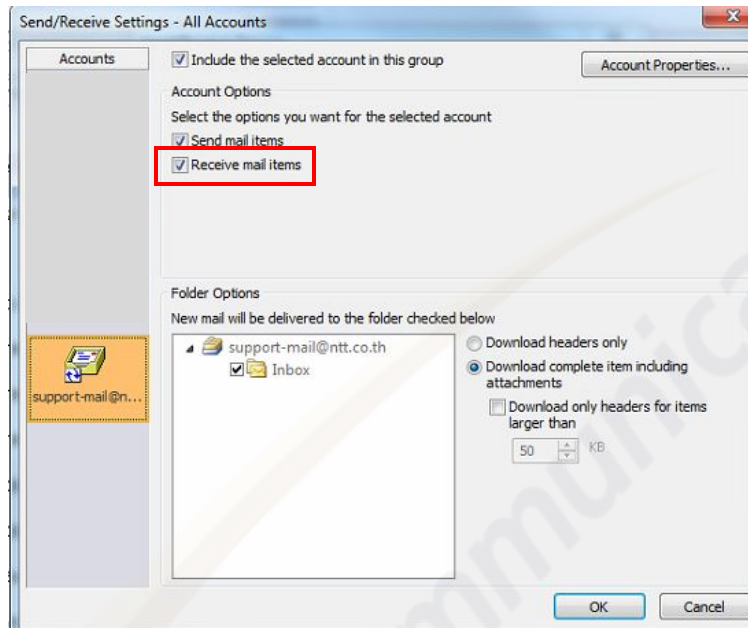 Send/Receive Settings - All Accounts
Accounts
Include the selected account in this group
Account Properties...
Account Options
Select the options you want for the selected account
Send mail items
Receive mail items
Folder Options
New mail will be delivered to the folder checked below
support-mail@ntt.co.th
Inbox
Download headers only
Download complete item including
attachments
Download only headers for items
larger than
50 KB
support-mail@n...
OK
Cancel